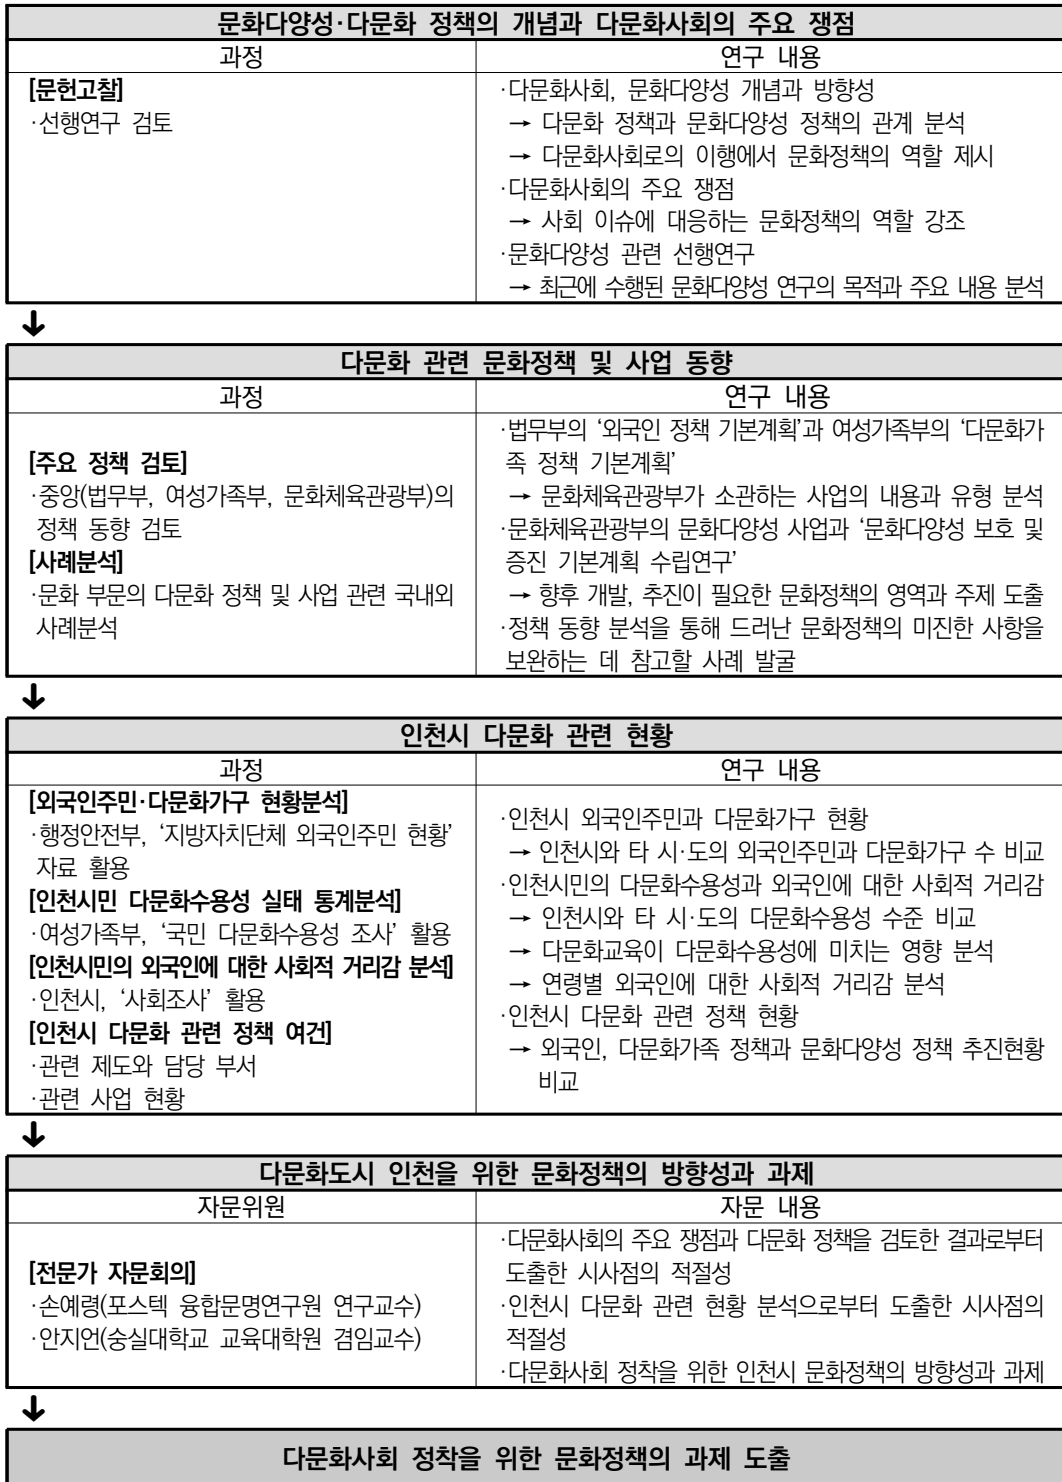 문화다양성·다문화 정책의 개념과 다문화사회의 주요 쟁점
과정
연구 내용
[문헌고찰]
·선행연구 검토
·다문화사회, 문화다양성 개념과 방향성
→ 다문화 정책과 문화다양성 정책의 관계 분석
→ 다문화사회로의 이행에서 문화정책의 역할 제시
·다문화사회의 주요 쟁점
→ 사회 이슈에 대응하는 문화정책의 역할 강조
·문화다양성 관련 선행연구
→ 최근에 수행된 문화다양성 연구의 목적과 주요 내용 분석
↓
다문화 관련 문화정책 및 사업 동향
과정
연구 내용
[주요 정책 검토]
·중앙(법무부, 여성가족부, 문화체육관광부)의
정책 동향 검토
[사례분석]
·문화 부문의 다문화 정책 및 사업 관련 국내외
사례분석
·법무부의 ‘외국인 정책 기본계획’과 여성가족부의 ‘다문화가
족 정책 기본계획’
→ 문화체육관광부가 소관하는 사업의 내용과 유형 분석
·문화체육관광부의 문화다양성 사업과 ‘문화다양성 보호 및
증진 기본계획 수립연구’
→ 향후 개발, 추진이 필요한 문화정책의 영역과 주제 도출
·정책 동향 분석을 통해 드러난 문화정책의 미진한 사항을
보완하는 데 참고할 사례 발굴
↓
인천시 다문화 관련 현황
과정
연구 내용
[외국인주민·다문화가구 현황분석]
·행정안전부, ‘지방자치단체 외국인주민 현황’
자료 활용
[인천시민 다문화수용성 실태 통계분석]
·여성가족부, ‘국민 다문화수용성 조사’ 활용
[인천시민의 외국인에 대한 사회적 거리감 분석]
·인천시, ‘사회조사’ 활용
[인천시 다문화 관련 정책 여건]
·관련 제도와 담당 부서
·관련 사업 현황
·인천시 외국인주민과 다문화가구 현황
→ 인천시와 타 시·도의 외국인주민과 다문화가구 수 비교
·인천시민의 다문화수용성과 외국인에 대한 사회적 거리감
→ 인천시와 타 시·도의 다문화수용성 수준 비교
→ 다문화교육이 다문화수용성에 미치는 영향 분석
→ 연령별 외국인에 대한 사회적 거리감 분석
·인천시 다문화 관련 정책 현황
→ 외국인, 다문화가족 정책과 문화다양성 정책 추진현황
비교
↓
다문화도시 인천을 위한 문화정책의 방향성과 과제
자문위원
자문 내용
[전문가 자문회의]
·손예령(포스텍 융합문명연구원 연구교수)
·안지언(숭실대학교 교육대학원 겸임교수)
·다문화사회의 주요 쟁점과 다문화 정책을 검토한 결과로부터
도출한 시사점의 적절성
·인천시 다문화 관련 현황 분석으로부터 도출한 시사점의
적절성
·다문화사회 정착을 위한 인천시 문화정책의 방향성과 과제
↓
다문화사회 정착을 위한 문화정책의 과제 도출